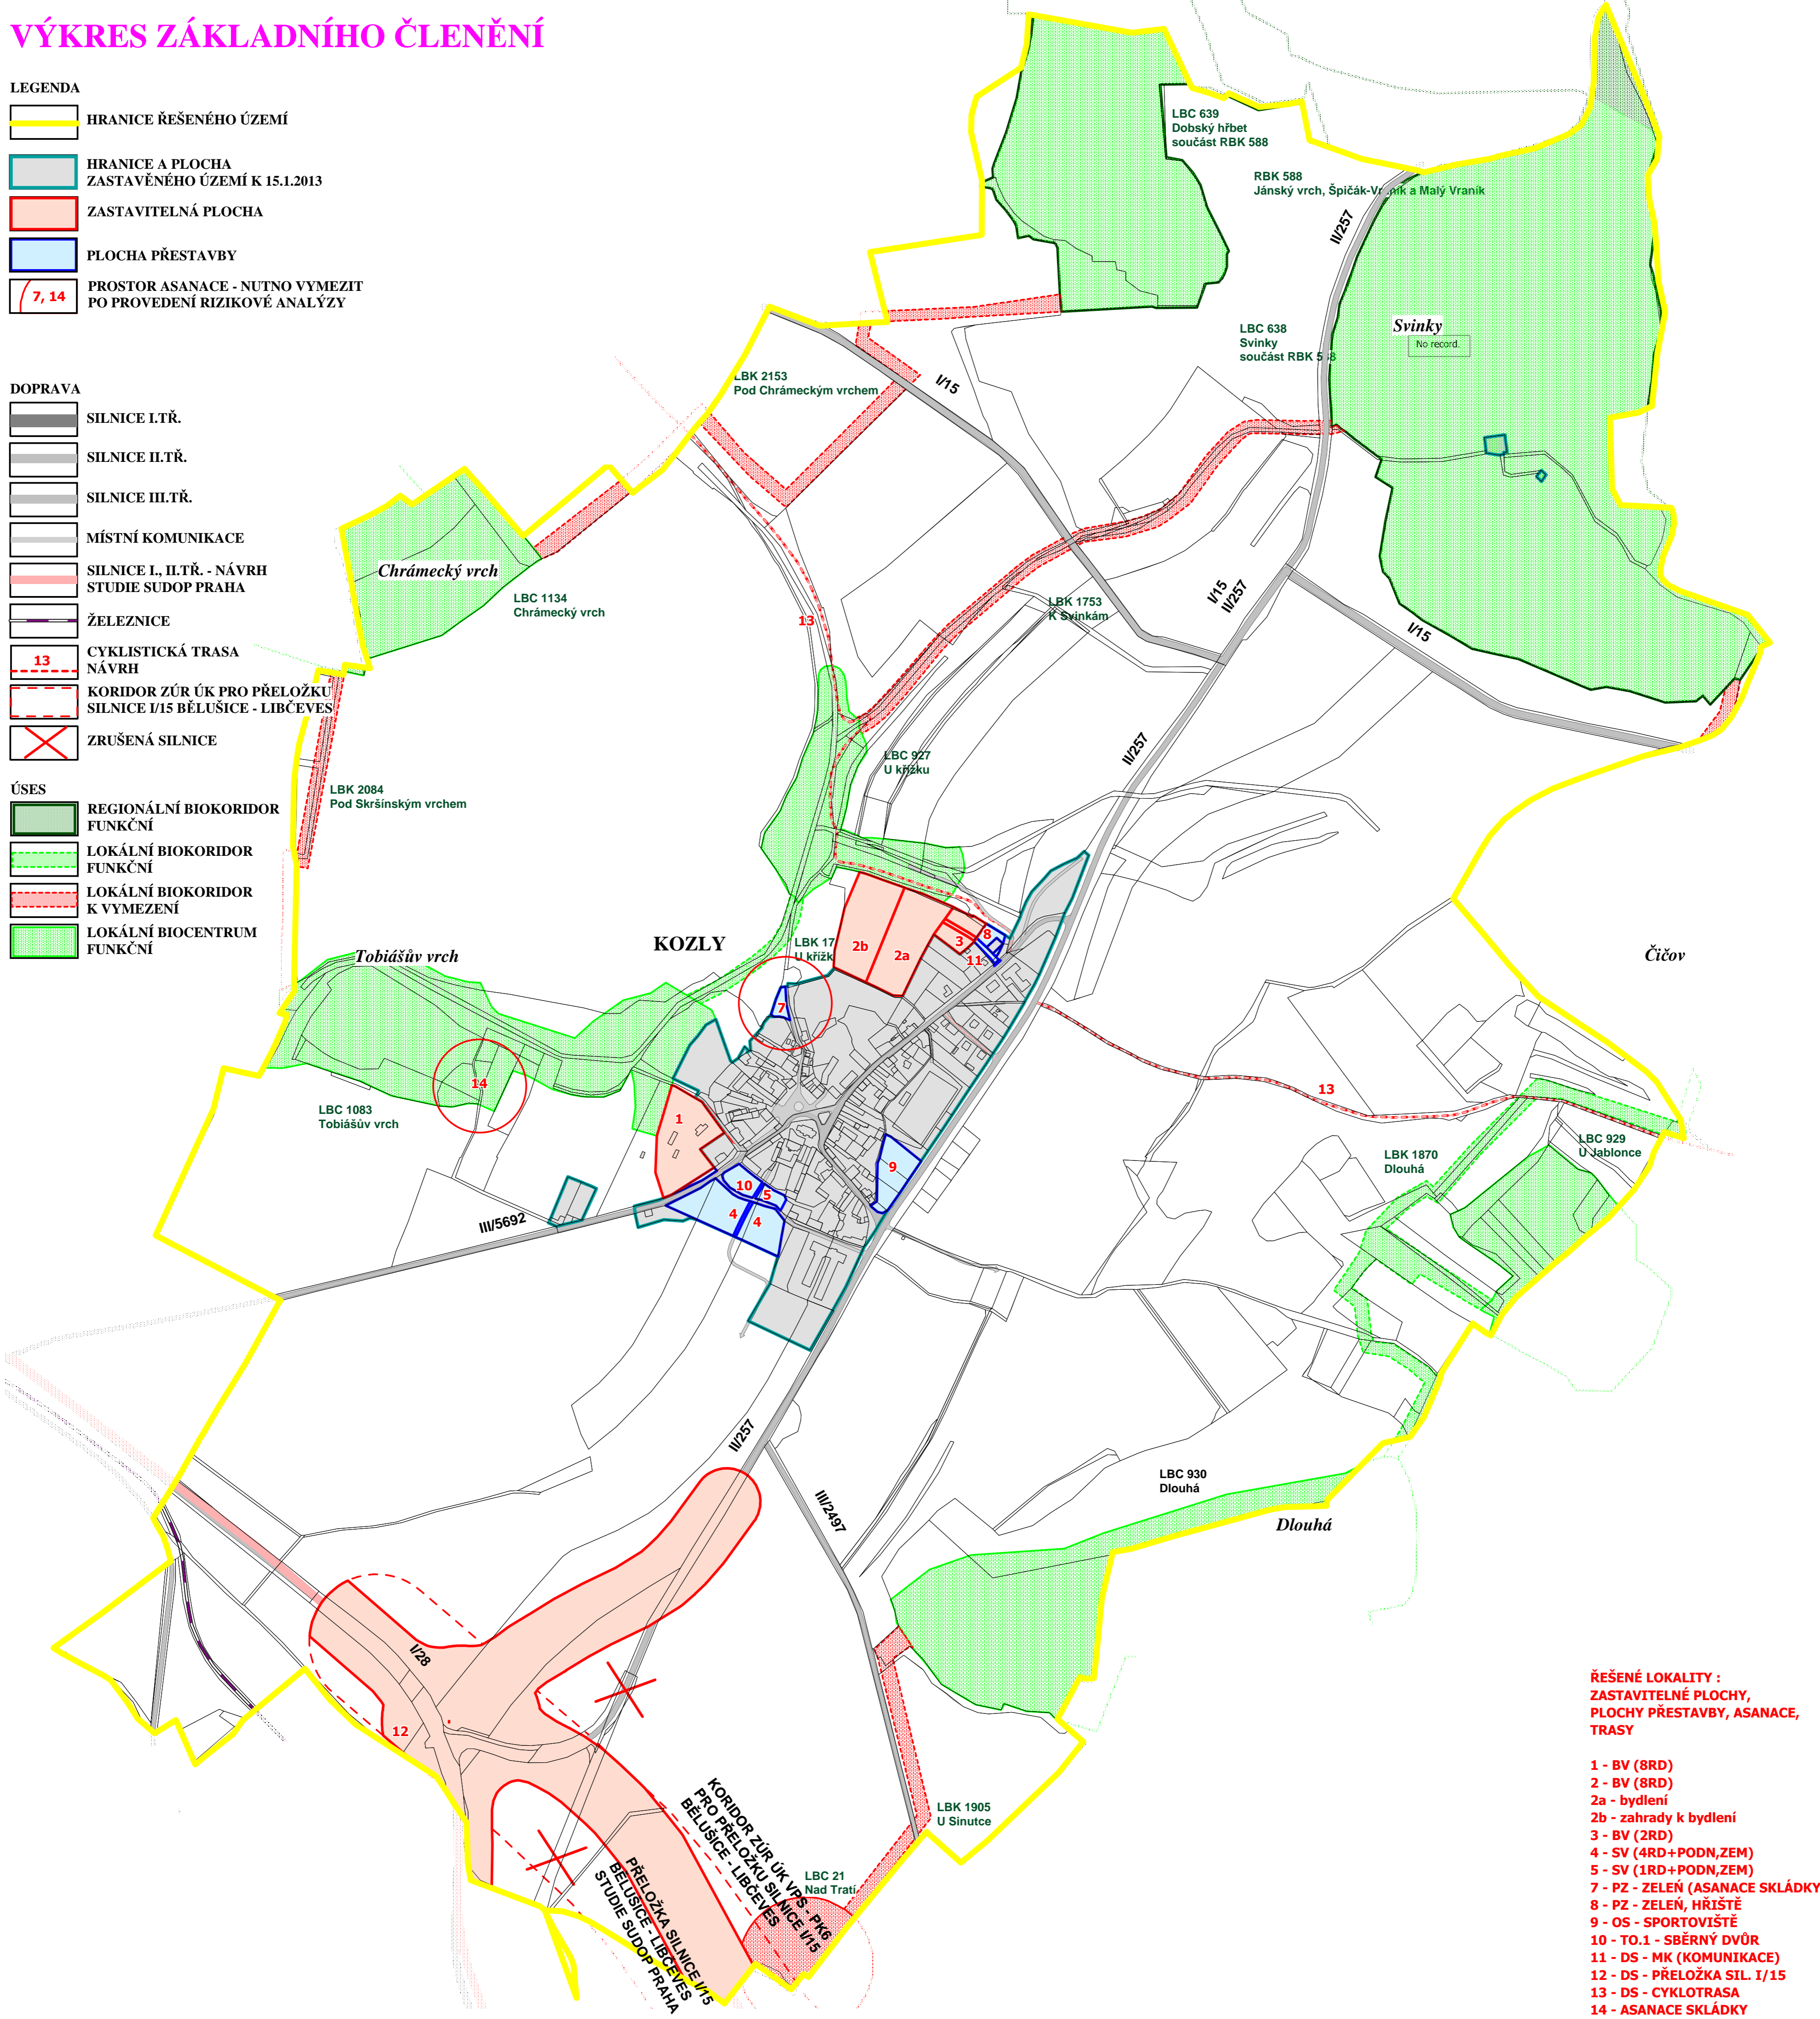 VÝKRES ZÁKLADNÍHO ČLENĚNÍ
LEGENDA
HRANICE ŘEŠENÉHO ÚZEMÍ
HRANICE A PLOCHA
ZASTAVĚNÉHO ÚZEMÍ K 15.1.2013
ZASTAVITELNÁ PLOCHA
PLOCHA PŘESTAVBY
7, 14
PROSTOR ASANACE - NUTNO VYMEZIT
PO PROVEDENÍ RIZIKOVÉ ANALÝZY
DOPRAVA
SILNICE I.TŘ.
SILNICE II.TŘ.
SILNICE III.TŘ.
MÍSTNÍ KOMUNIKACE
SILNICE I., II.TŘ. - NÁVRH
STUDIE SUDOP PRAHA
ŽELEZNICE
13
CYKLISTICKÁ TRASA
NÁVRH
KORIDOR ZÚR ÚK PRO PŘELOŽKU
SILNICE I/15 BĚLUŠICE - LIBČEVES
ZRUŠENÁ SILNICE
ÚSES
REGIONÁLNÍ BIOKORIDOR
FUNKČNÍ
LOKÁLNÍ BIOKORIDOR
FUNKČNÍ
LOKÁLNÍ BIOKORIDOR
K VYMEZENÍ
LOKÁLNÍ BIOCENTRUM
FUNKČNÍ
LBC 639
Dobský hřbet
součást RBK 588
RBK 588
Jánský vrch, Špičák-Vraník a Malý Vraník
II/257
LBC 638
Svinky
součást RBK 588
Svinky
No record.
LBK 2153
Pod Chrámeckým vrchem
I/15
Chrámecký vrch
LBC 1134
Chrámecký vrch
13
LBK 1753
K Svinkám
I/15
II/257
I/15
LBC 927
U křížku
II/257
LBK 2084
Pod Skršínským vrchem
KOZLY
LBK 17
U křížk
2b
2a
3
8
11
Tobiášův vrch
Čičov
7
14
13
LBC 1083
Tobiášův vrch
1
LBK 1870
Dlouhá
LBC 929
U Jablonce
9
10
5
4
4
III/5692
II/257
III/2497
LBC 930
Dlouhá
Dlouhá
I/28
12
LBK 1905
U Sinutce
LBC 21
Nad Tratí
KORIDOR ZÚR ÚK VPS - PK6
PRO PŘELOŽKU SILNICE I/15
BĚLUŠICE - LIBČEVES
PŘELOŽKA SILNICE I/15
BĚLUŠICE - LIBČEVES
STUDIE SUDOP PRAHA
ŘEŠENÉ LOKALITY :
ZASTAVITELNÉ PLOCHY,
PLOCHY PŘESTAVBY, ASANACE,
TRASY
1 - BV (8RD)
2 - BV (8RD)
2a - bydlení
2b - zahrady k bydlení
3 - BV (2RD)
4 - SV (4RD+PODN,ZEM)
5 - SV (1RD+PODN,ZEM)
7 - PZ - ZELEŃ (ASANACE SKLÁDKY
8 - PZ - ZELEŃ, HŘIŠTĚ
9 - OS - SPORTOVIŠTĚ
10 - TO.1 - SBĚRNÝ DVŮR
11 - DS - MK (KOMUNIKACE)
12 - DS - PŘELOŽKA SIL. I/15
13 - DS - CYKLOTRASA
14 - ASANACE SKLÁDKY